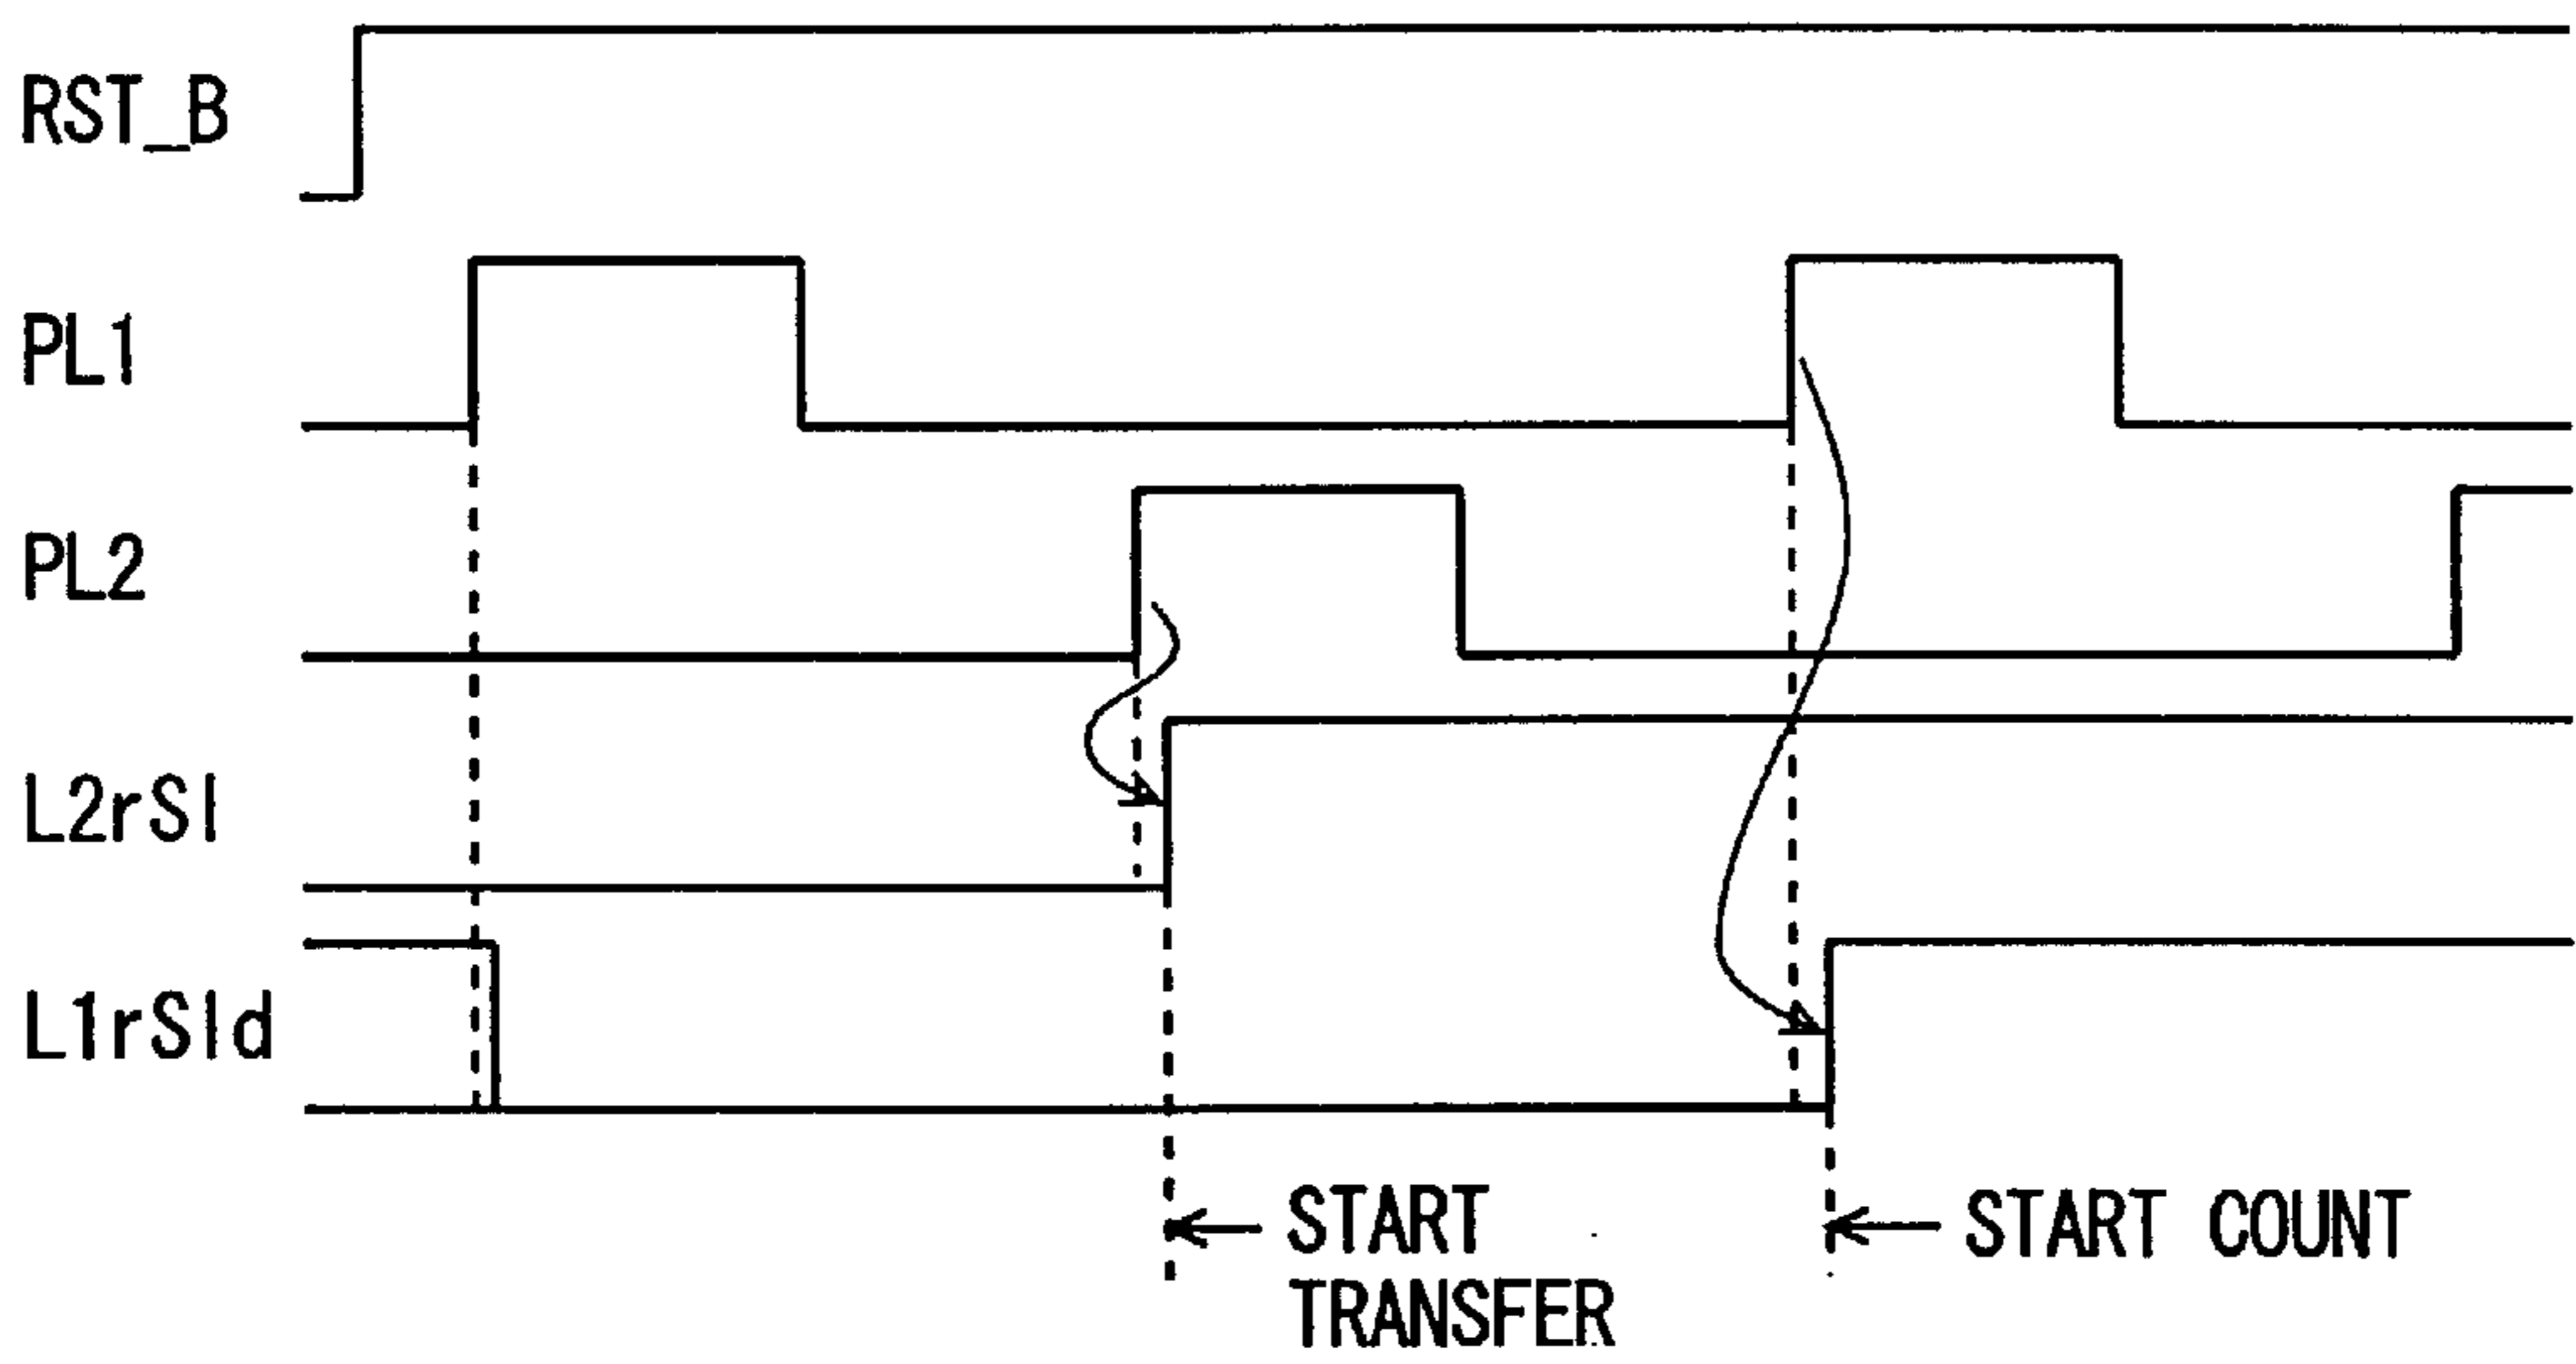 RST_B
PL1
PL2
L2rSI
L1rSId
START
TRANSFER
START COUNT